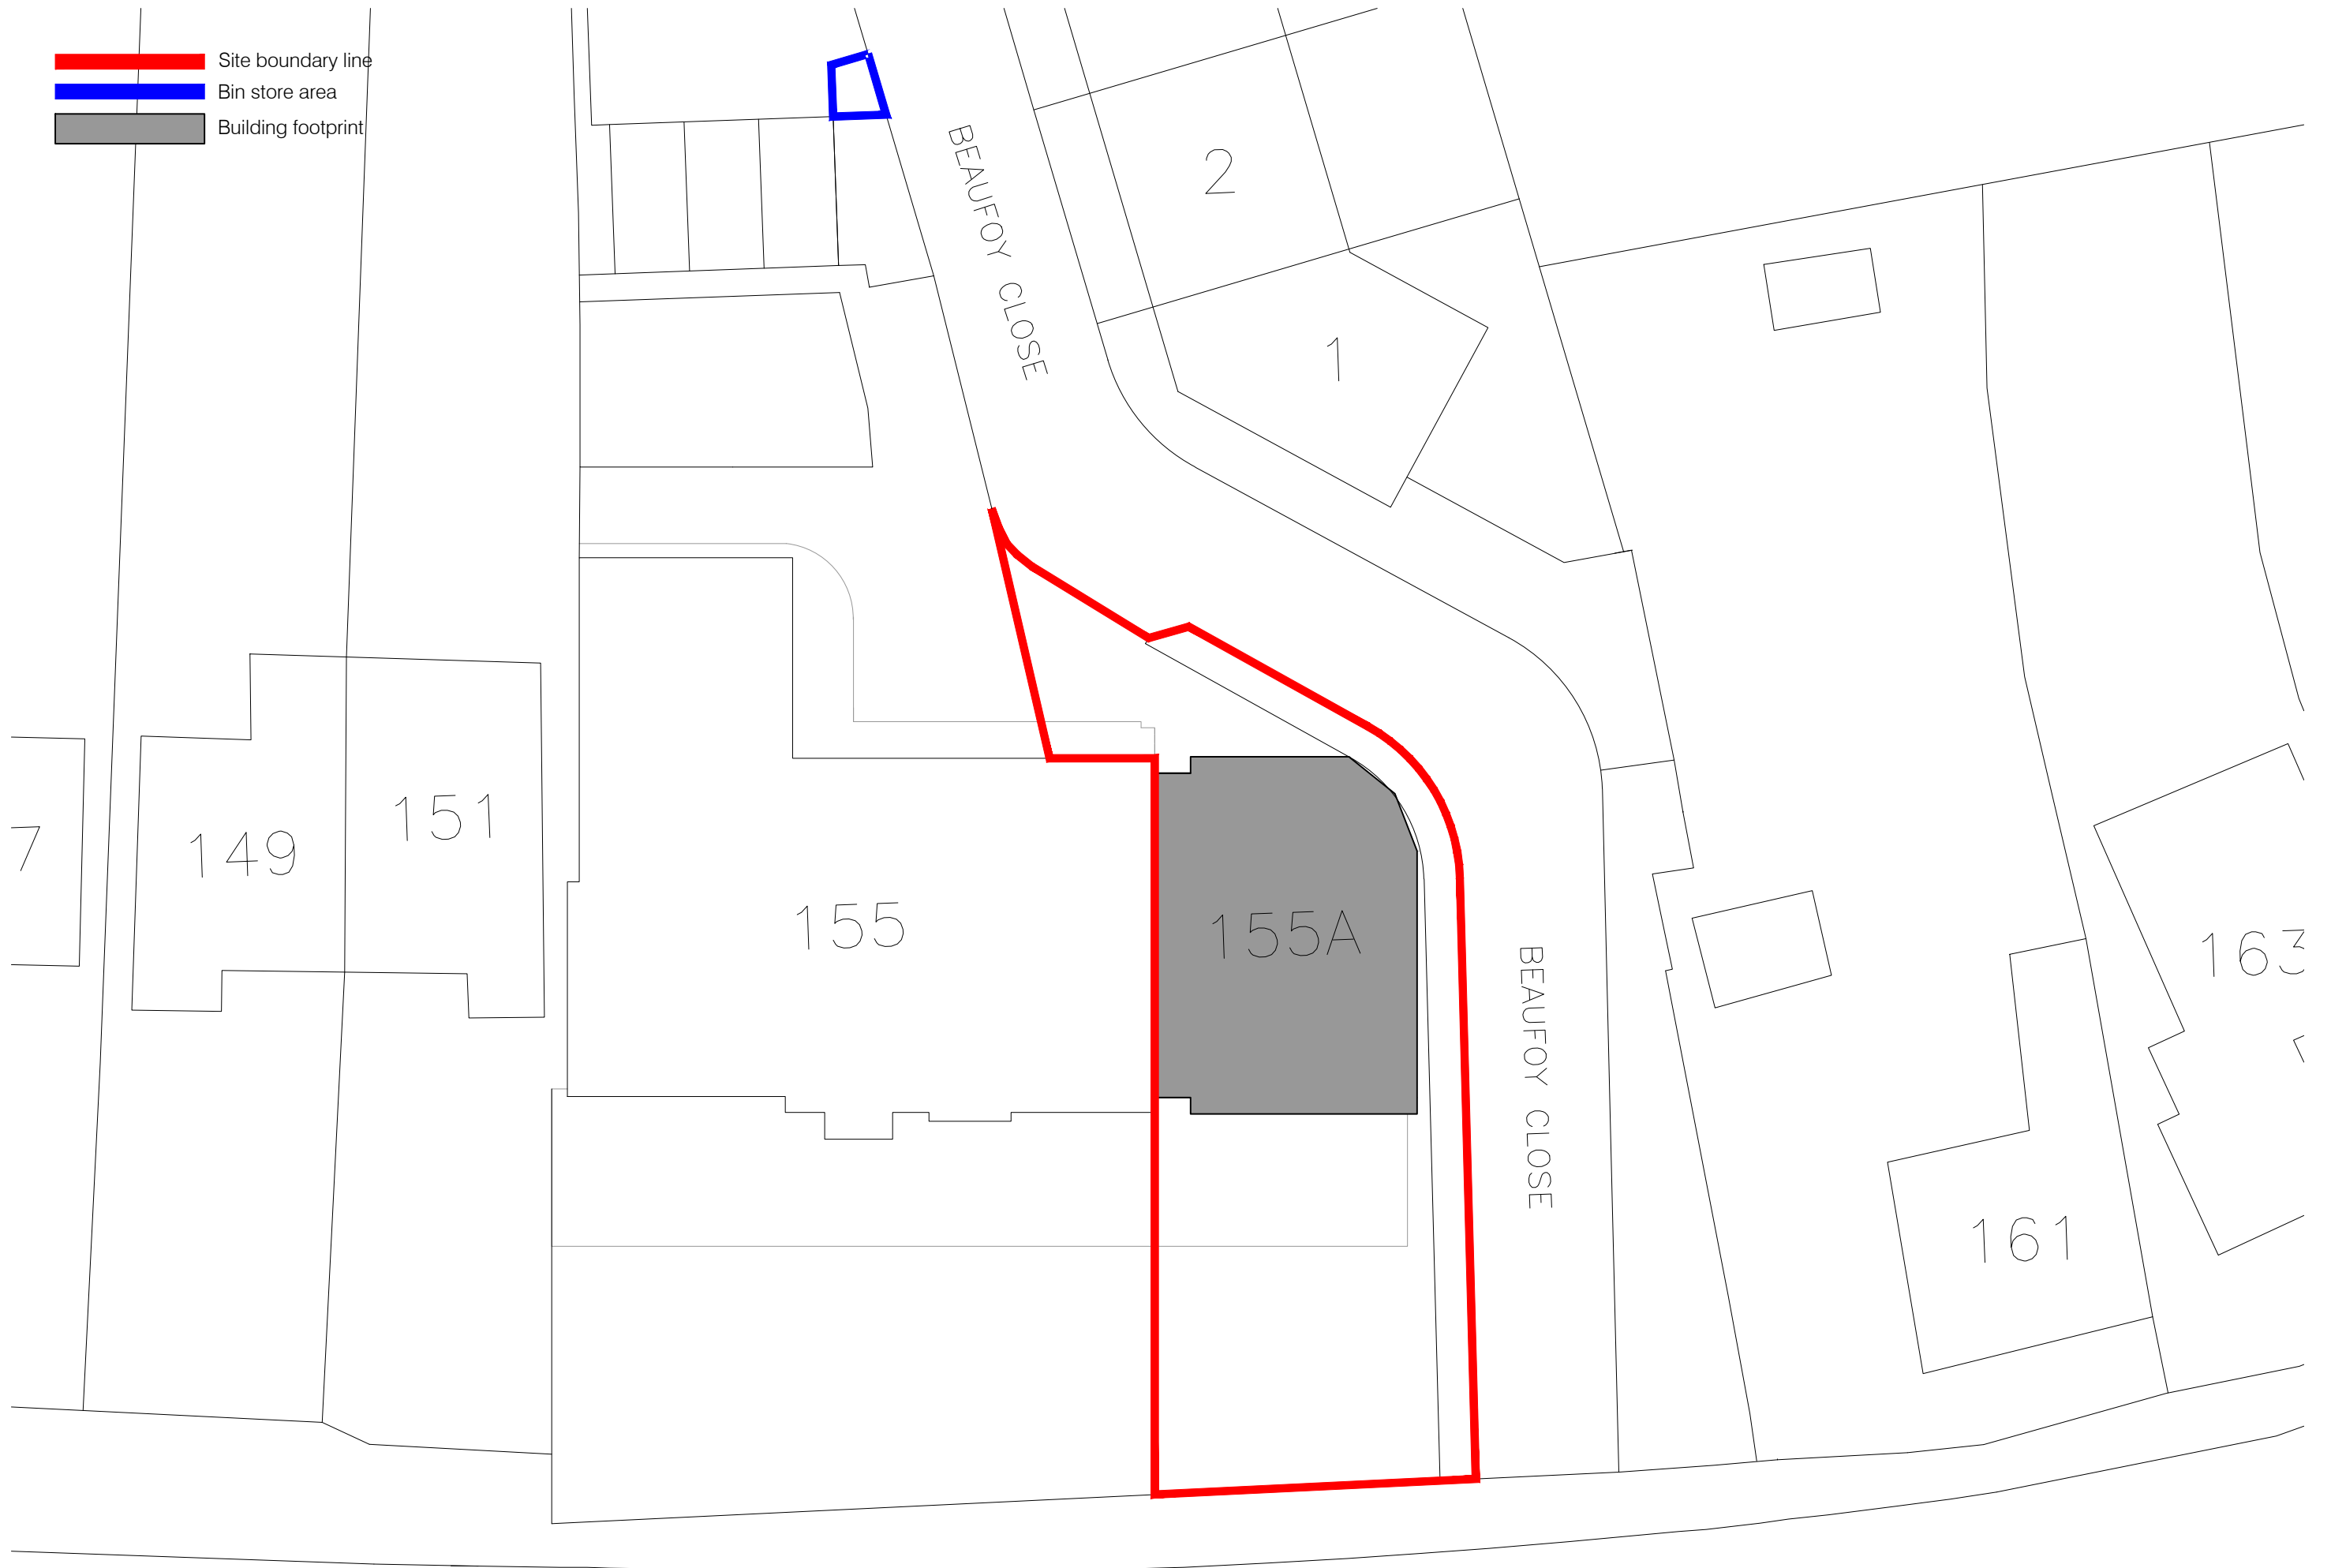 Site boundary line
Bin store area
Building footprint
BEAUFOY CLOSE
2
1
7
149
151
155
155A
BEAUFOY CLOSE
163
161